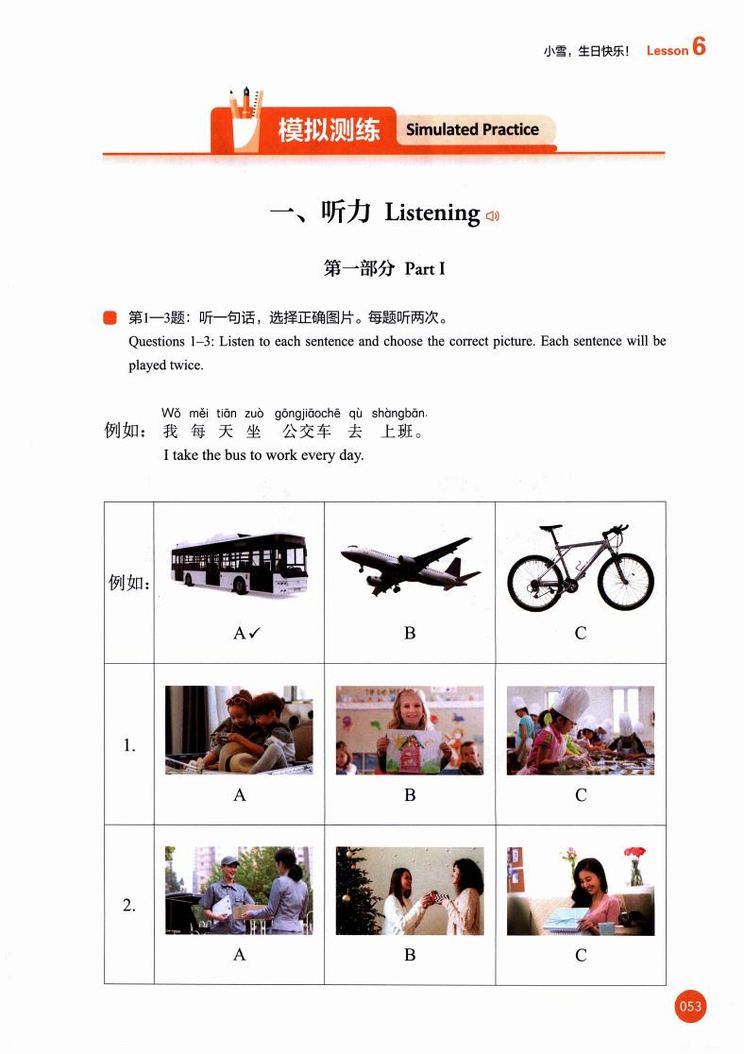 小雪，生日快乐！ Lesson 6
模拟测练 Simulated Practice
一、听力 Listening
第一部分 Part I
第1—3题：听一句话，选择正确图片。每题听两次。
Questions 1–3: Listen to each sentence and choose the correct picture. Each sentence will be
played twice.
Wǒ měi tiān zuò gōngjiāochē qù shàngbān.
例如： 我 每 天 坐 公交车 去 上班。
I take the bus to work every day.
例如：
A✓ B C
1.
A B C
2.
A B C
053